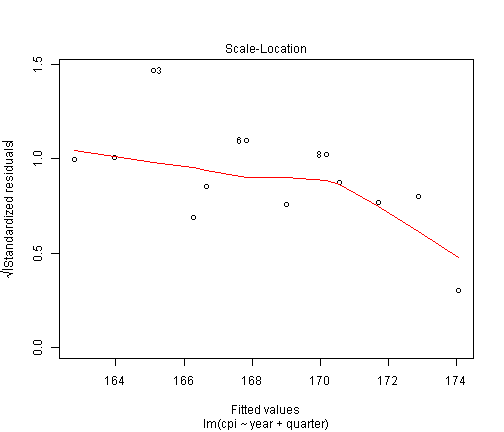 Scale-Location
√|Standardized residuals|
1.5
1.0
0.5
0.0
3
6
8
164 166 168 170 172 174
Fitted values
lm(cpi ~ year + quarter)